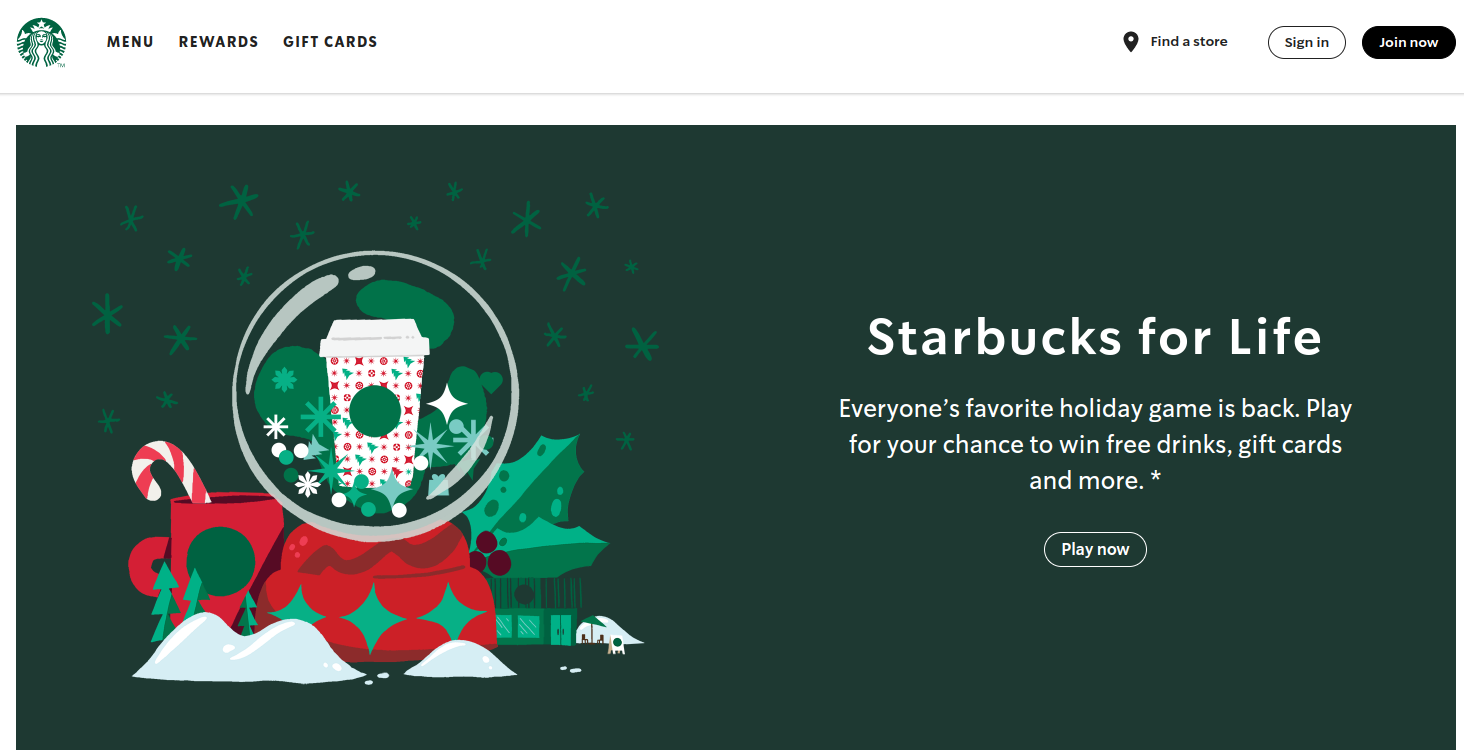 MENU REWARDS GIFT CARDS Find a store Sign in Join now
Starbucks for Life
Everyone’s favorite holiday game is back. Play
for your chance to win free drinks, gift cards
and more. *
Play now